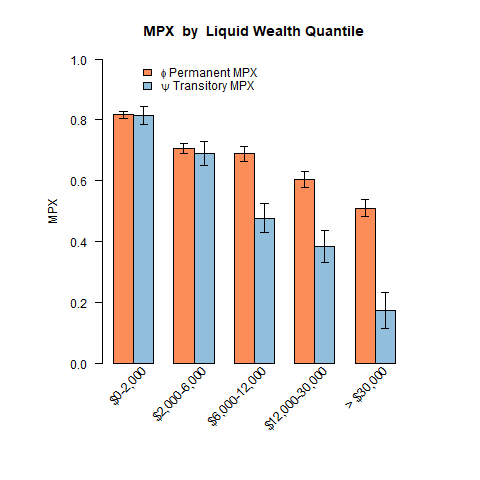 MPX by Liquid Wealth Quantile
ϕ Permanent MPX
ψ Transitory MPX
MPX
1.0
0.8
0.6
0.4
0.2
0.0
$0-2,000
$2,000-6,000
$6,000-12,000
$12,000-30,000
> $30,000